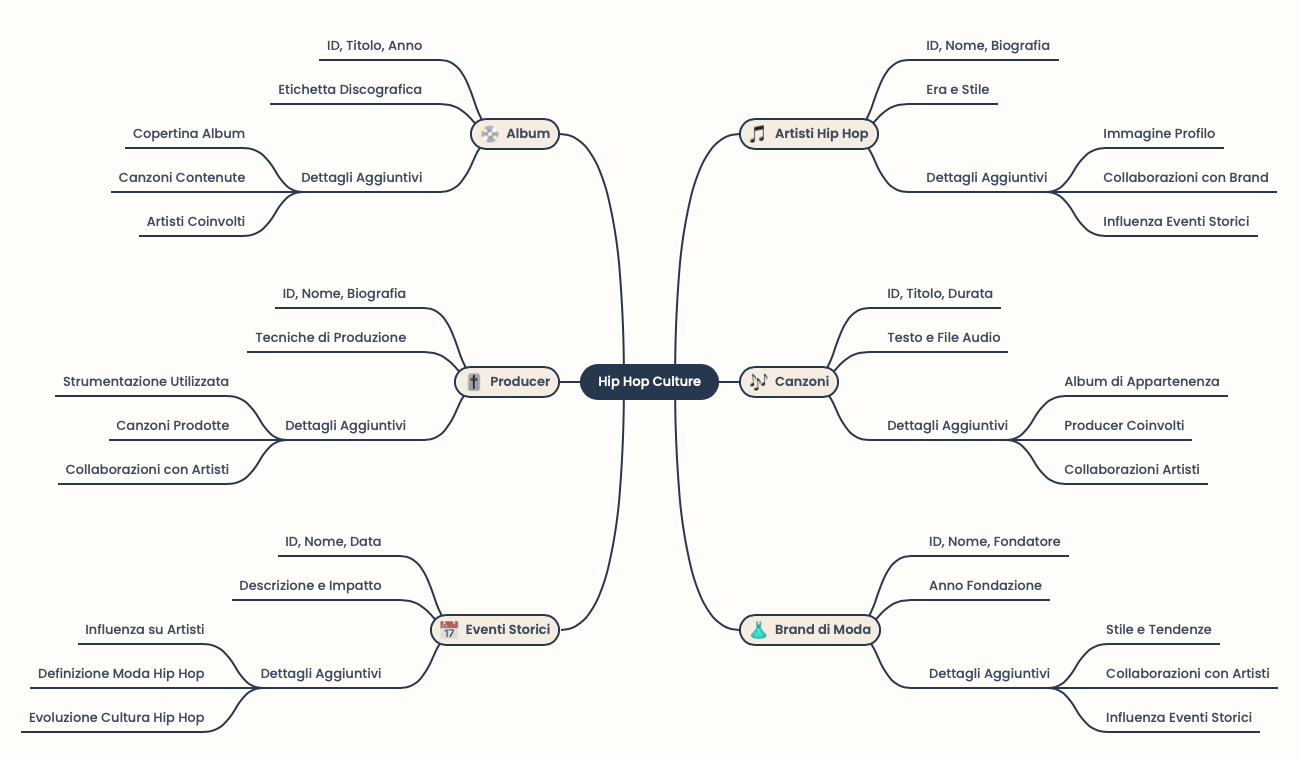 Hip Hop Culture
Album
ID, Titolo, Anno
Etichetta Discografica
Dettagli Aggiuntivi
Copertina Album
Canzoni Contenute
Artisti Coinvolti
Producer
ID, Nome, Biografia
Tecniche di Produzione
Dettagli Aggiuntivi
Strumentazione Utilizzata
Canzoni Prodotte
Collaborazioni con Artisti
17
Eventi Storici
ID, Nome, Data
Descrizione e Impatto
Dettagli Aggiuntivi
Influenza su Artisti
Definizione Moda Hip Hop
Evoluzione Cultura Hip Hop
Artisti Hip Hop
ID, Nome, Biografia
Era e Stile
Dettagli Aggiuntivi
Immagine Profilo
Collaborazioni con Brand
Influenza Eventi Storici
Canzoni
ID, Titolo, Durata
Testo e File Audio
Dettagli Aggiuntivi
Album di Appartenenza
Producer Coinvolti
Collaborazioni Artisti
Brand di Moda
ID, Nome, Fondatore
Anno Fondazione
Dettagli Aggiuntivi
Stile e Tendenze
Collaborazioni con Artisti
Influenza Eventi Storici